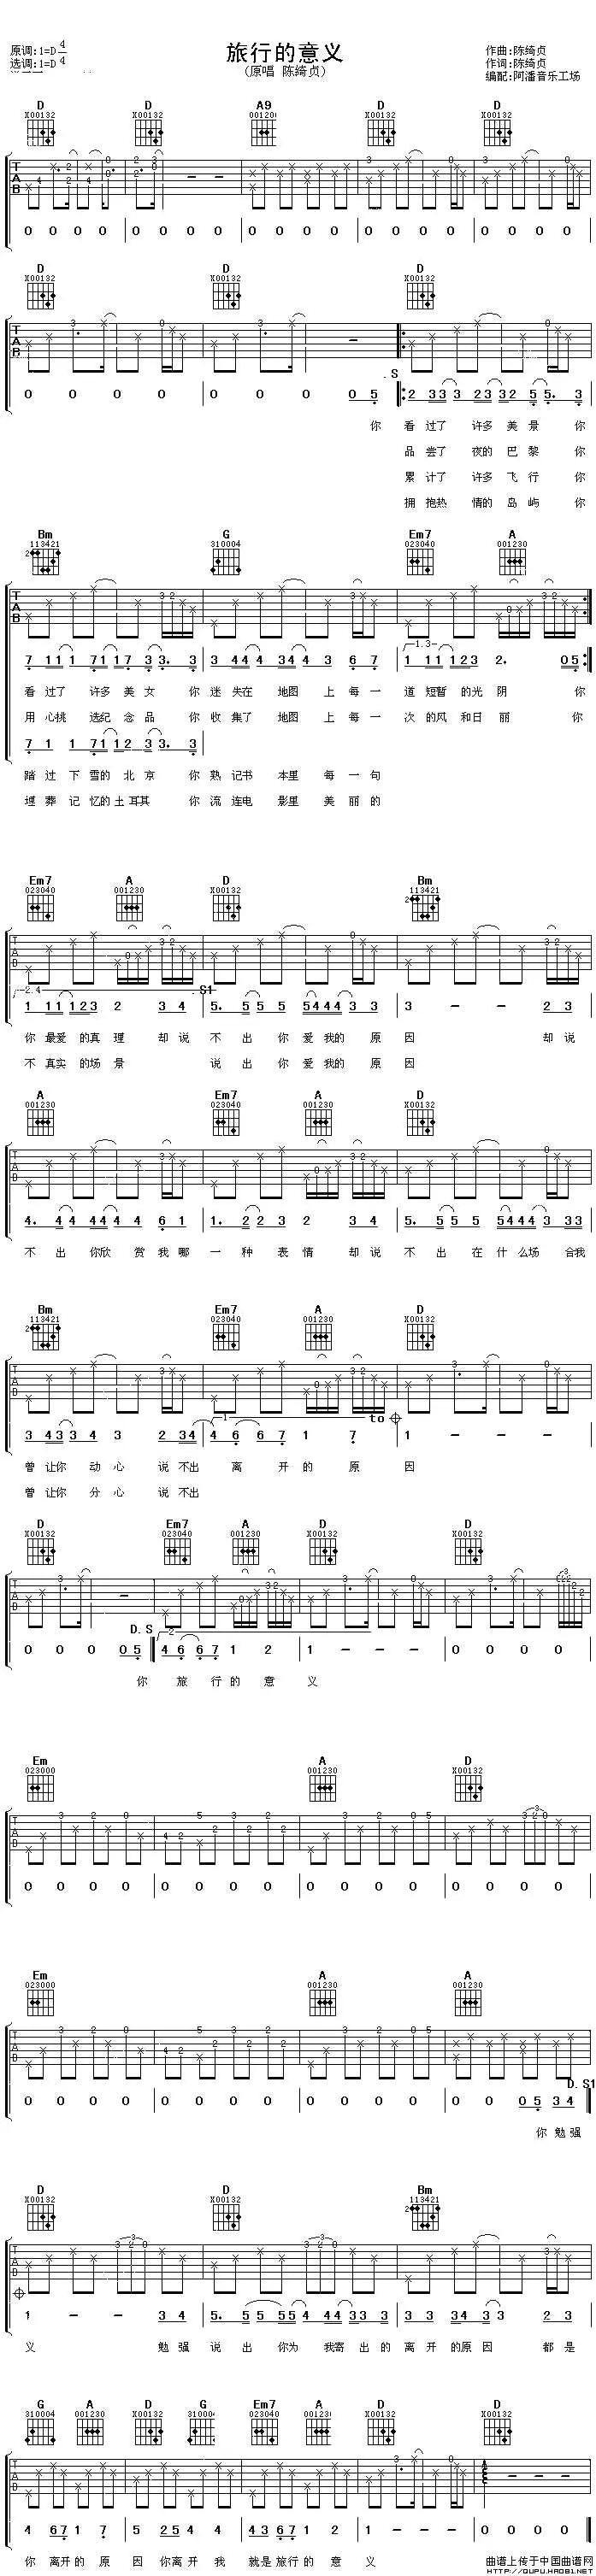 旅行的意义
(原唱 陈绮贞)
原调:1=D 4/4
选调:1=D
作曲:陈绮贞
作词:陈绮贞
编配:阿潘音乐工场
D D A9 D D
X00132 X00132 X00132 X00132
0 0 0 0 0 0 0 0 0 0 0 0 0 0 0 0 0 0 0 0
D D D
X00132 X00132 X00132
.S
0 0 0 0 0 0 0 0 5 2 33 3 23 32 5 5. 3
你 看过了 许多 美景 你
品尝了 夜的 巴黎 你
累计了 许多 飞行 你
拥抱热 情的 岛屿 你
Bm G Em7 A
113421 310004 023040 001230
1.3
7 11 1 71 17 3 3. 3 3 44 4 34 4 3 6 7 1 11 1 123 2. 05
看过了 许多 美女 你 迷失在 地图 上每一 道短暂的光阴 你
用心挑 选纪念品 你 收集了 地图 上每一 次的风和日丽 你
7 1 1 71 12 3 3. 3
踏过下雪的北京 你 熟记书本里 每一句
埋葬记忆的土耳其 你 流连电影里 美丽的
Em7 A D Bm
023040 001230 X00132 113421
2.4 .S1
1 11 123 2 3 4 5. 5 5 5 5444 3 3 - - 2 3
你最爱的真理 却说 不出你爱我的原因 却说
不真实的场景 说出你爱我的原因
A Em7 A D
001230 023040 001230 X00132
4. 4 4 44 4 4 6 1 1. 2 2 3 2 3 4 5. 5 5 5 5444 3 33
不出你欣赏我哪 一种表情 却说 不出在什么场合我
Bm Em7 A D
113421 023040 001230 X00132
1 to
3 43 3 4 3 2 34 4 6 6 7 1 7 1 - - -
曾让你动心 说不出 离开的原因
曾让你分心 说不出
D Em7 A D D
X00132 023040 001230 X00132 X00132
D.S 2
0 0 0 05 4 6 67 1 2 1 - - - 0 0 0 0
你 旅行的意义
Em A D
023000 001230 X00132
0 0 0 0 0 0 0 0 0 0 0 0 0 0 0 0
Em A A
023000 001230 001230
D.S1
0 0 0 0 0 0 0 0 0 0 0 0 0 0 05 34
你勉强
D D Bm
X00132 X00132 113421
1 - - 3 4 5. 5 5 55 4 44 33 3 3 3 34 3 3 2 3
义 勉强 说出你为我寄出的 离开的原因 都是
G A D G Em7 A D D
310004 001230 X00132 310004 023040 001230 X00132 X00132
你离开的原因 你离开我 就是旅行的意义
曲谱上传于中国曲谱网
HTTP://QUPU.HAO81.NET